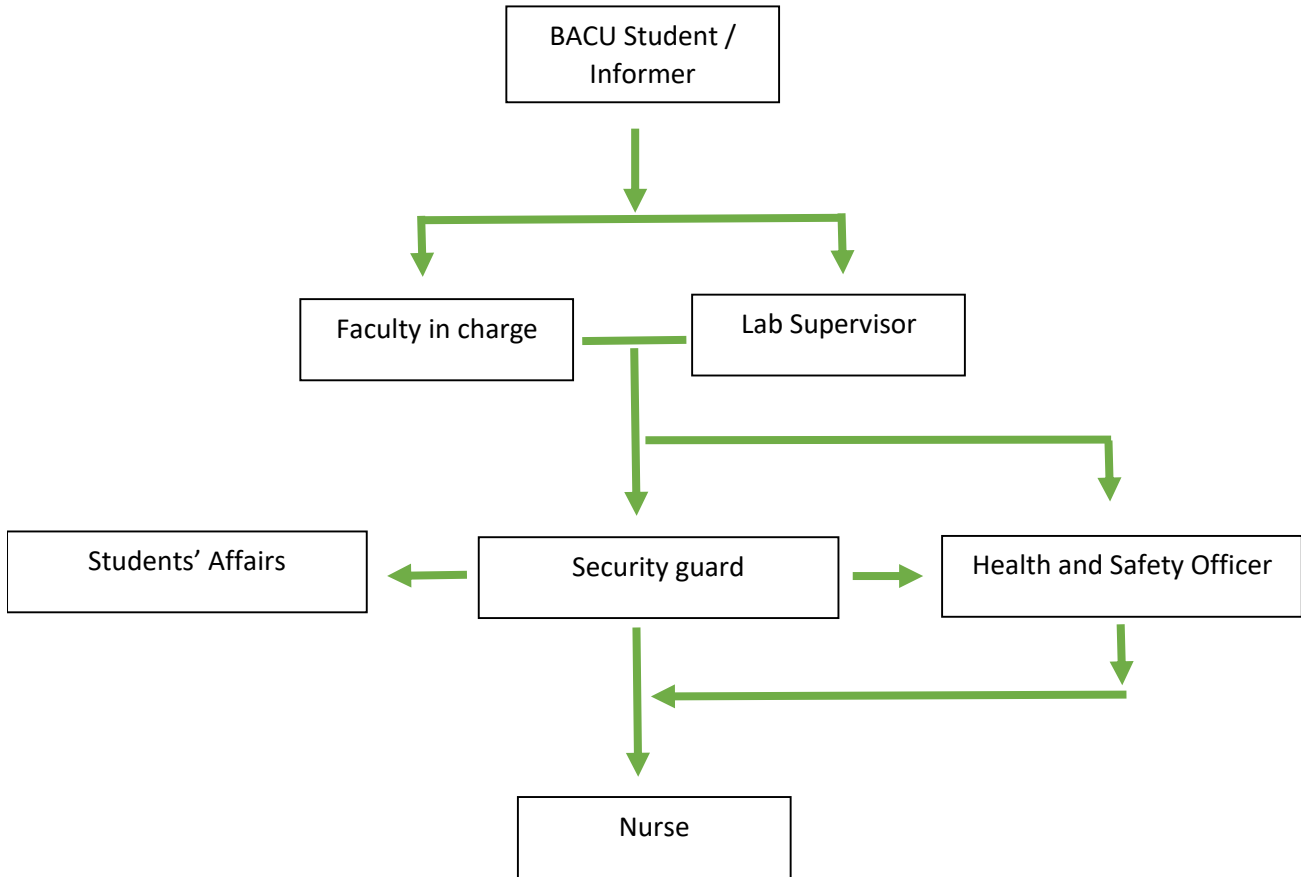 BACU Student /
Informer
Faculty in charge
Lab Supervisor
Students’ Affairs
Security guard
Health and Safety Officer
Nurse